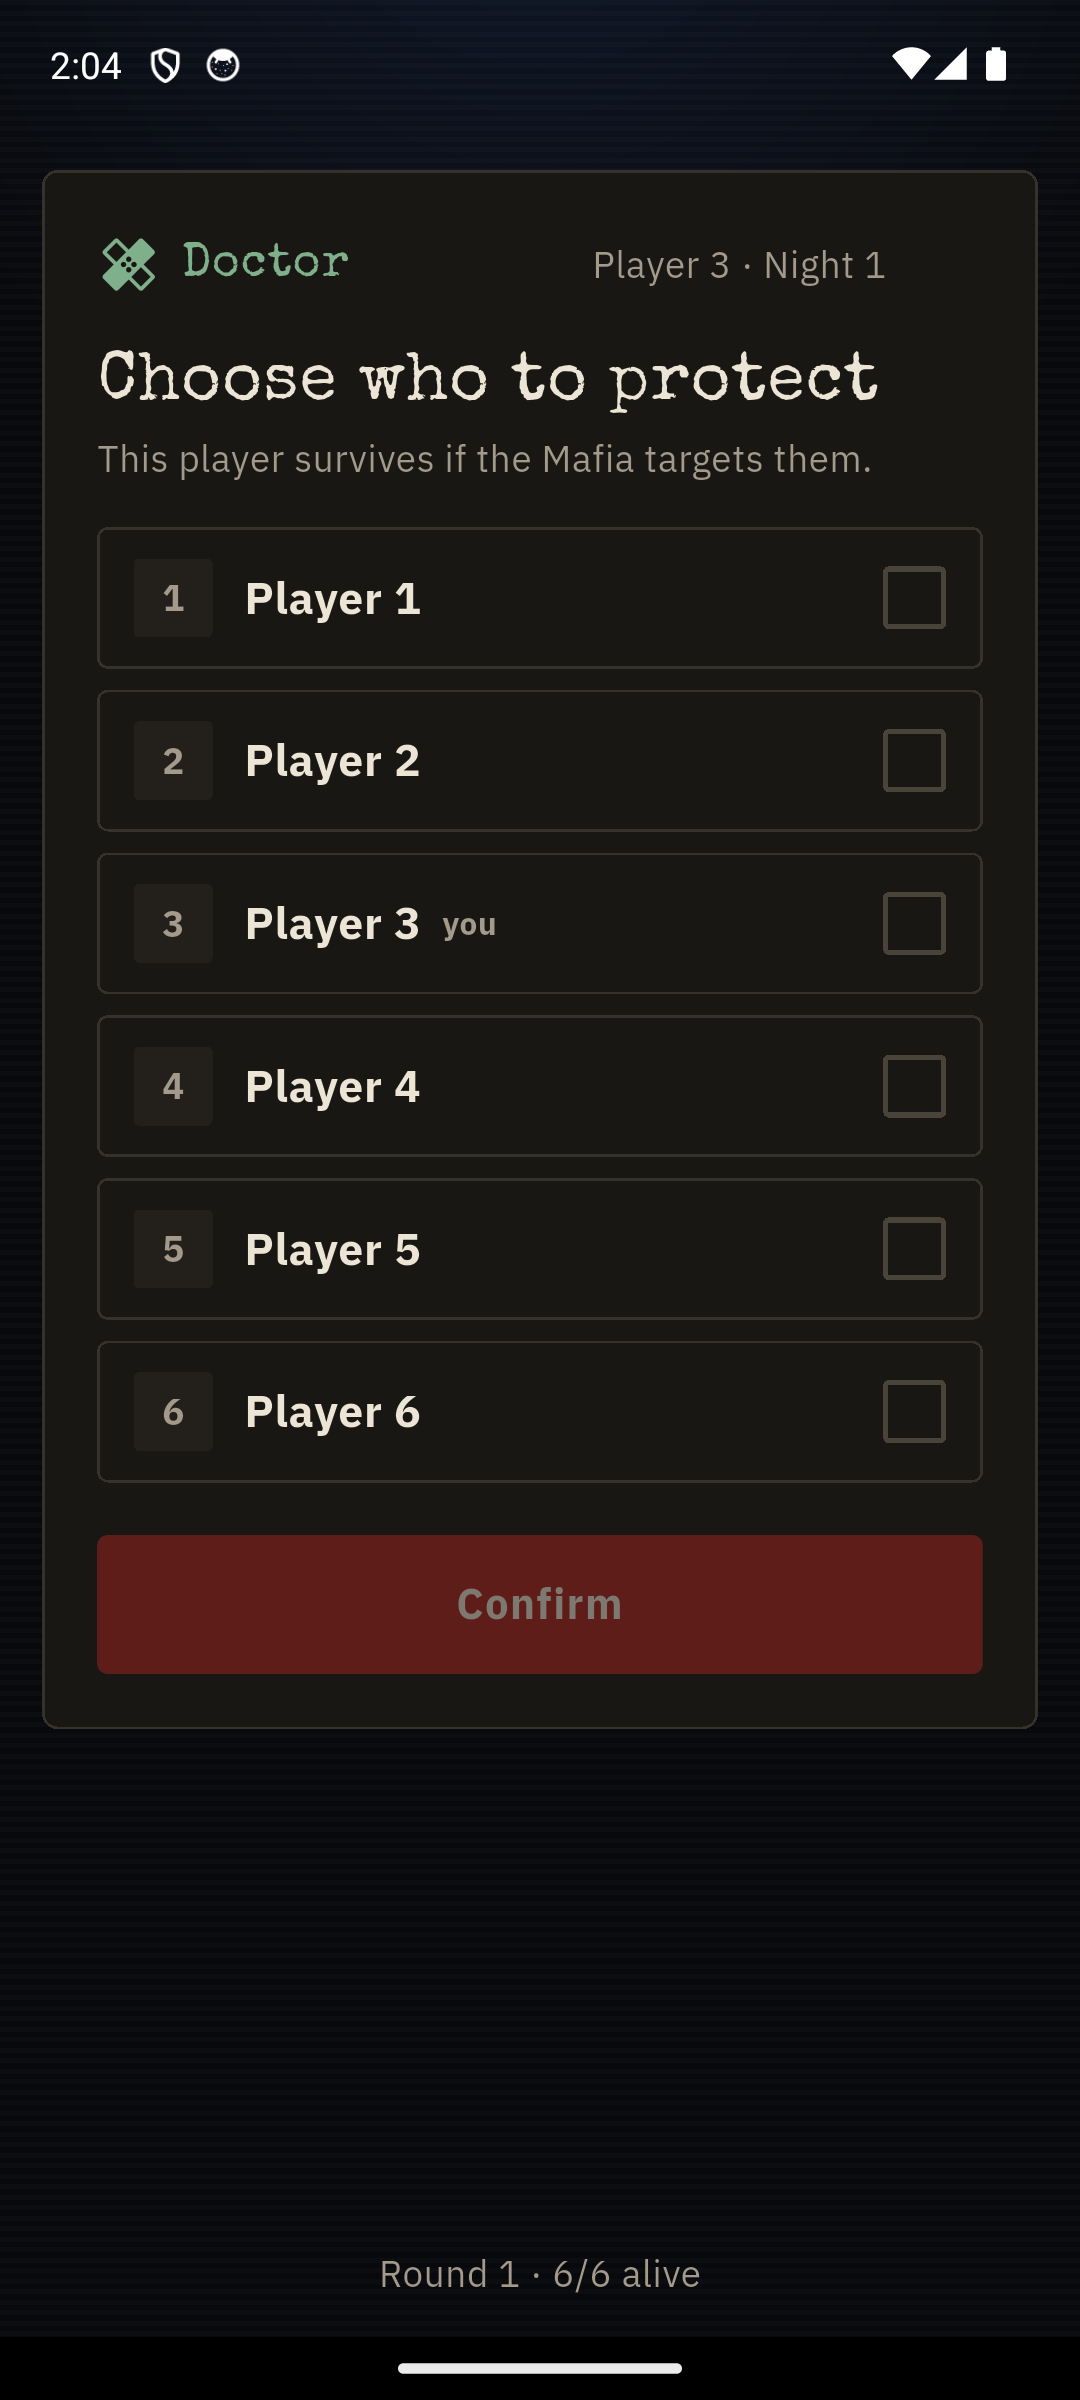 2:04
Doctor
Player 3 · Night 1
Choose who to protect
This player survives if the Mafia targets them.
1 Player 1
2 Player 2
3 Player 3 you
4 Player 4
5 Player 5
6 Player 6
Confirm
Round 1 · 6/6 alive